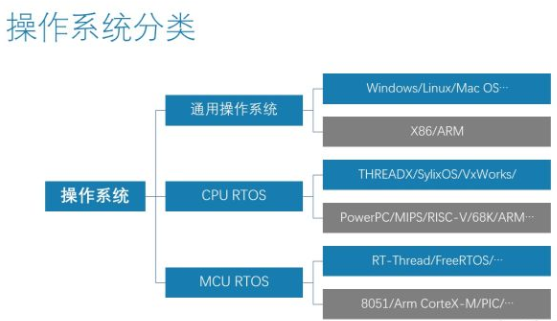 操作系统分类
操作系统
通用操作系统
Windows/Linux/Mac OS…
X86/ARM
CPU RTOS
THREADX/SylixOS/VxWorks/
PowerPC/MIPS/RISC-V/68K/ARM…
MCU RTOS
RT-Thread/FreeRTOS/…
8051/Arm CorteX-M/PIC/…